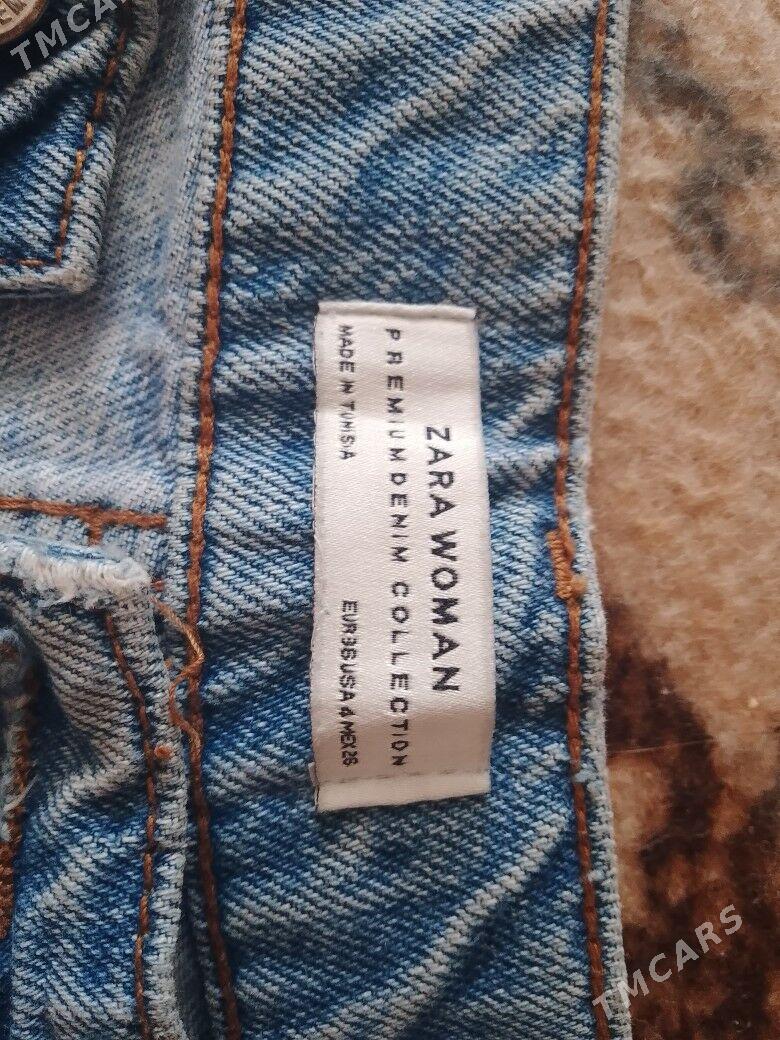 ZARA WOMAN
PREMIUM DENIM COLLECTION
MADE IN TUNISIA EUR 36 USA 4 MEX 26
TMCARS
TMCARS